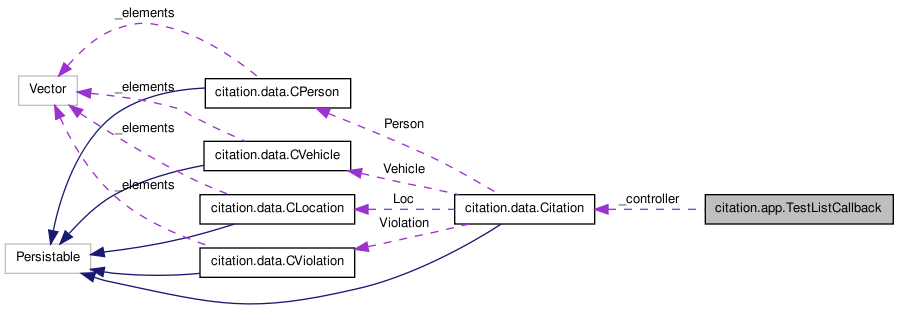 _elements
Vector
_elements
citation.data.CPerson
_elements
Person
citation.data.CVehicle
Vehicle
_elements
Loc
_controller
citation.data.CLocation
citation.data.Citation
citation.app.TestListCallback
Violation
Persistable
citation.data.CViolation